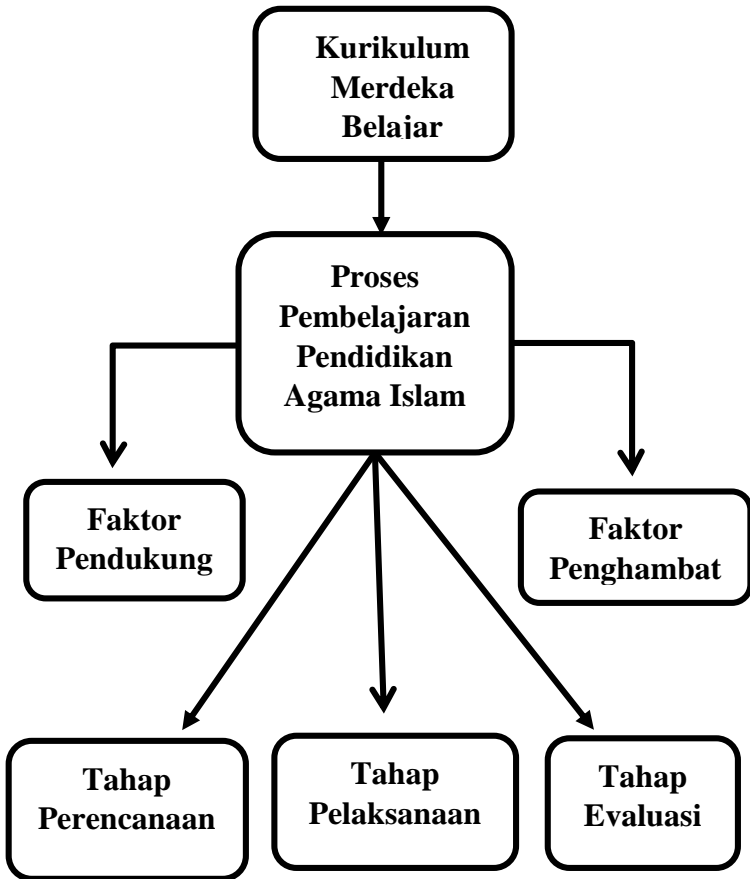 Kurikulum
Merdeka
Belajar
Proses
Pembelajaran
Pendidikan
Agama Islam
Faktor
Pendukung
Faktor
Penghambat
Tahap
Perencanaan
Tahap
Pelaksanaan
Tahap
Evaluasi